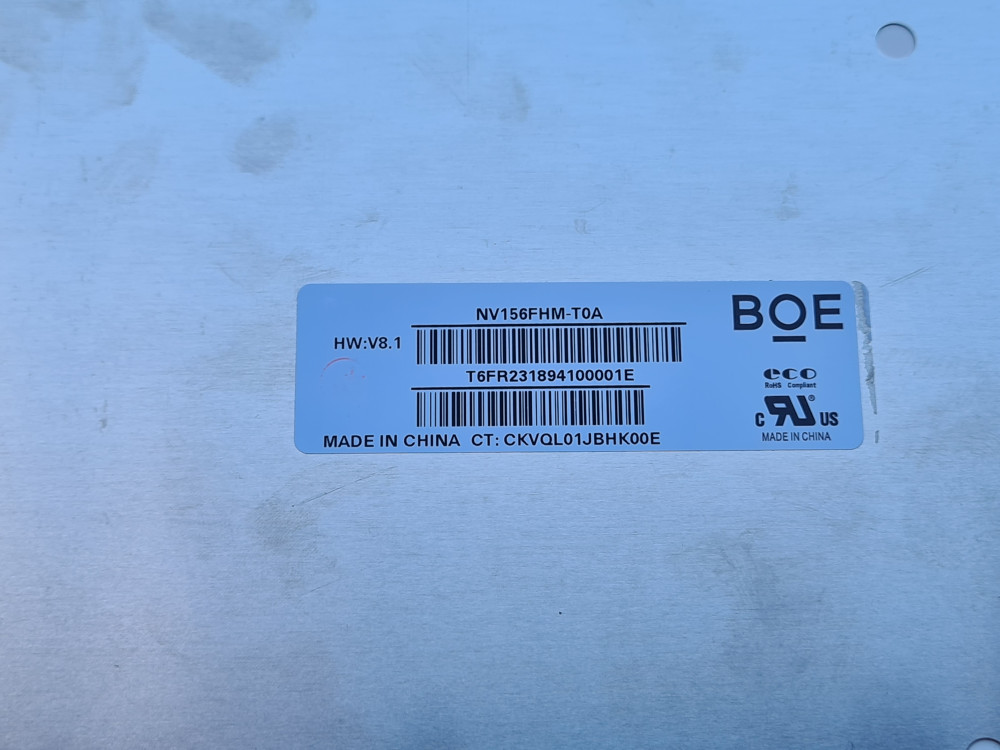 NV156FHM-T0A
BOE
HW:V8.1
T6FR231894100001E
eco
RoHS Compliant
C RU® US
MADE IN CHINA CT: CKVQL01JBHK00E
MADE IN CHINA